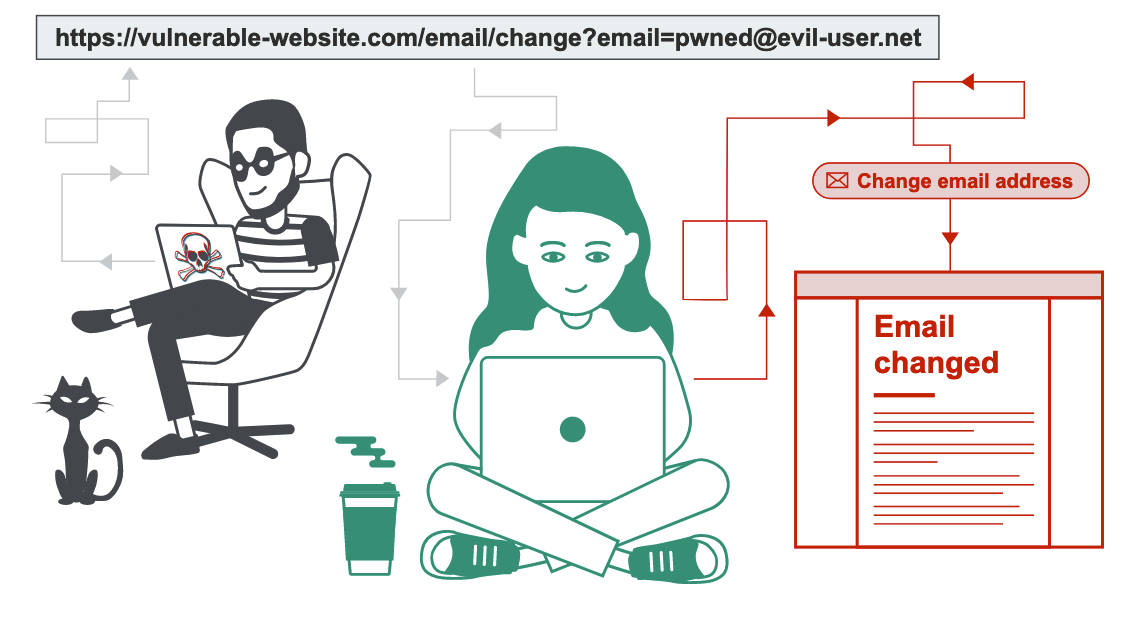 https://vulnerable-website.com/email/change?email=pwned@evil-user.net
Change email address
Email
changed